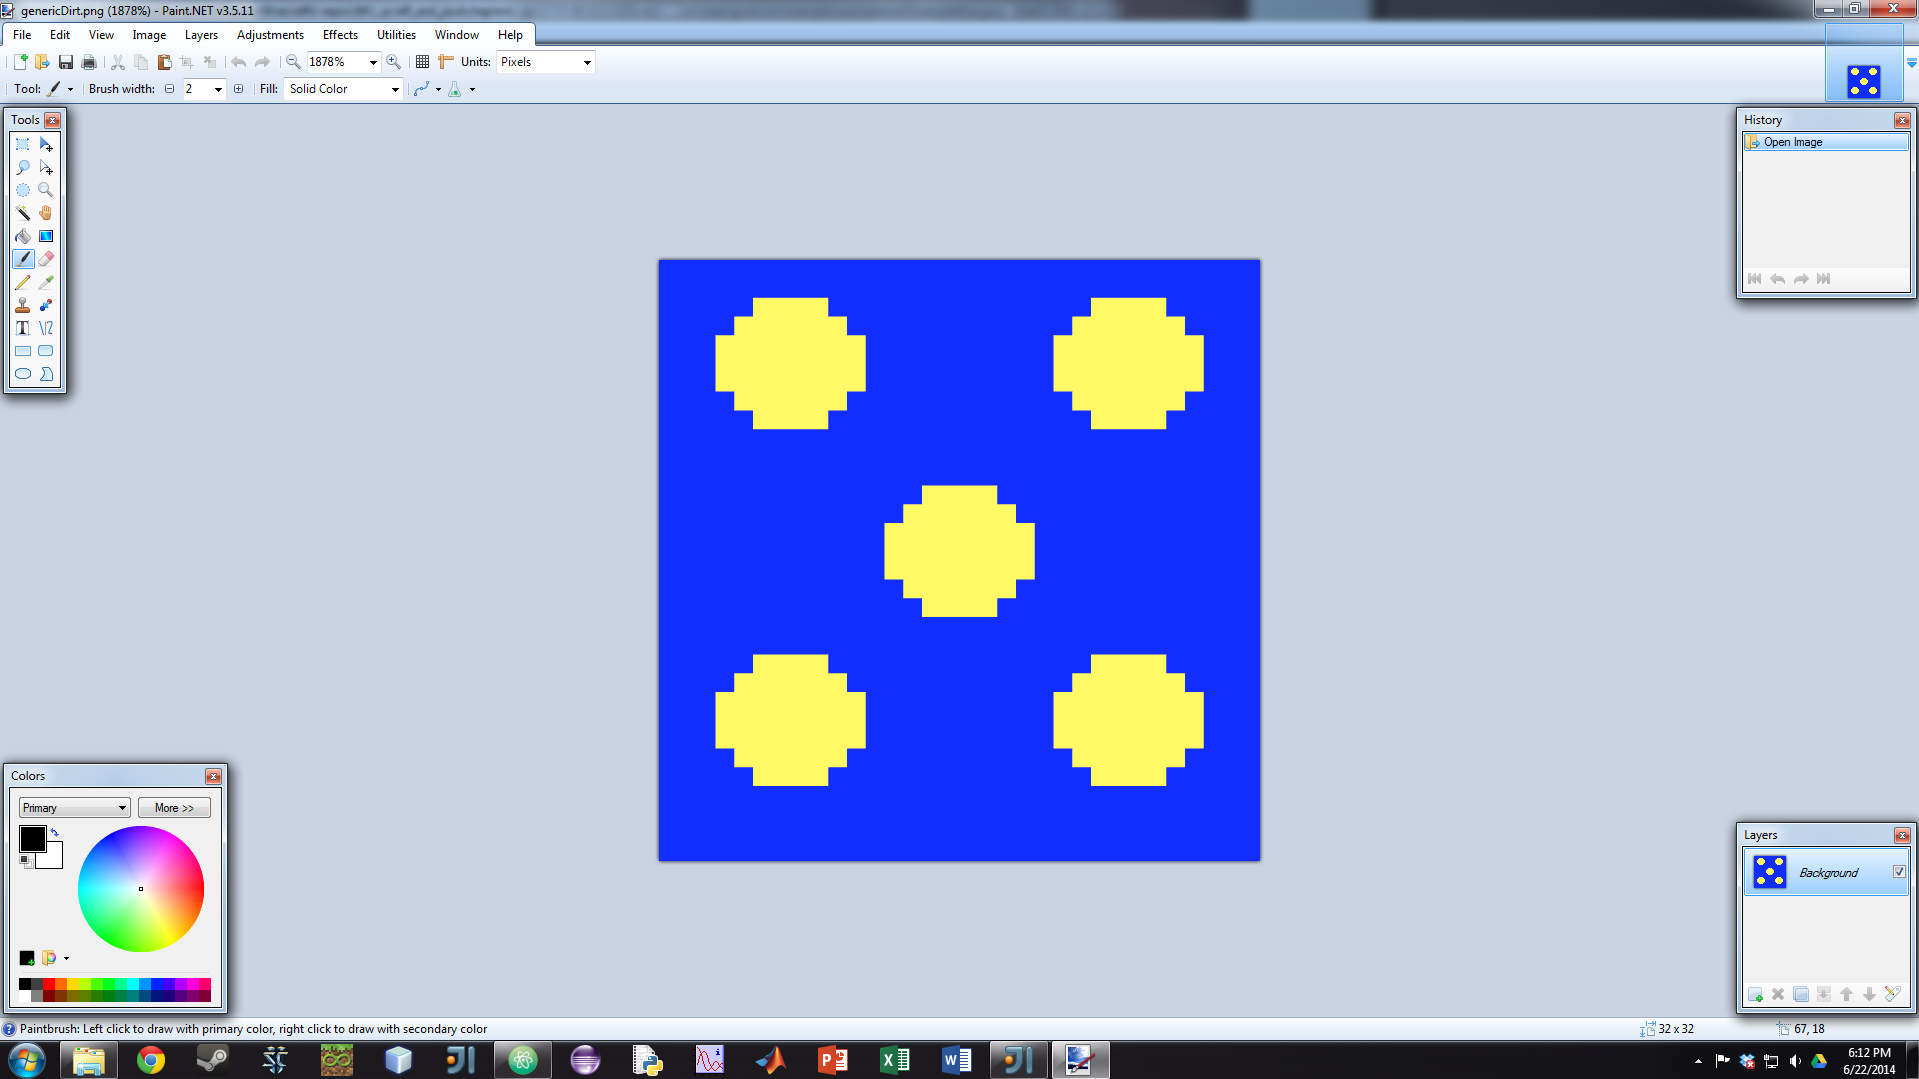 genericDirt.png (1878%) - Paint.NET v3.5.11
File Edit View Image Layers Adjustments Effects Utilities Window Help
1878% Units: Pixels
Tool: Brush width: 2 Fill: Solid Color
Tools
History
Open Image
Colors
Primary More >>
Layers
Background
Paintbrush: Left click to draw with primary color, right click to draw with secondary color
32 x 32
67, 18
6:12 PM
6/22/2014